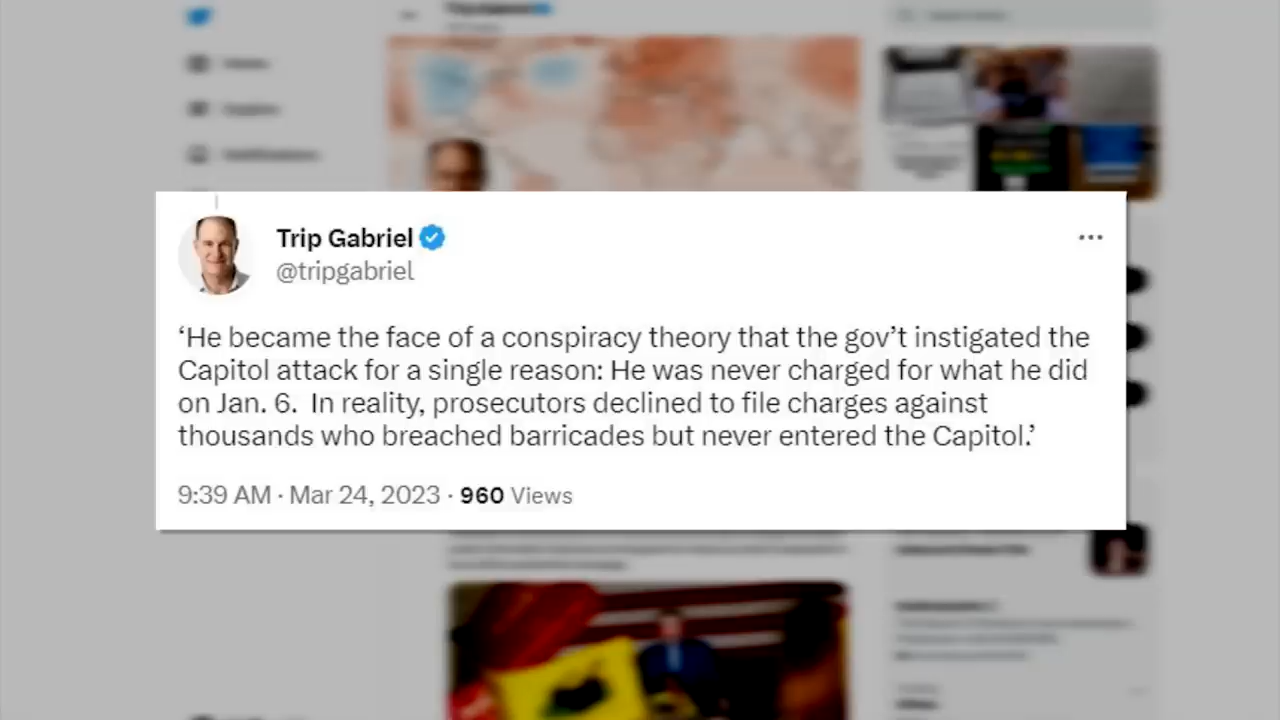 Trip Gabriel
@tripgabriel
‘He became the face of a conspiracy theory that the gov’t instigated the
Capitol attack for a single reason: He was never charged for what he did
on Jan. 6.  In reality, prosecutors declined to file charges against
thousands who breached barricades but never entered the Capitol.’
9:39 AM · Mar 24, 2023 · 960 Views